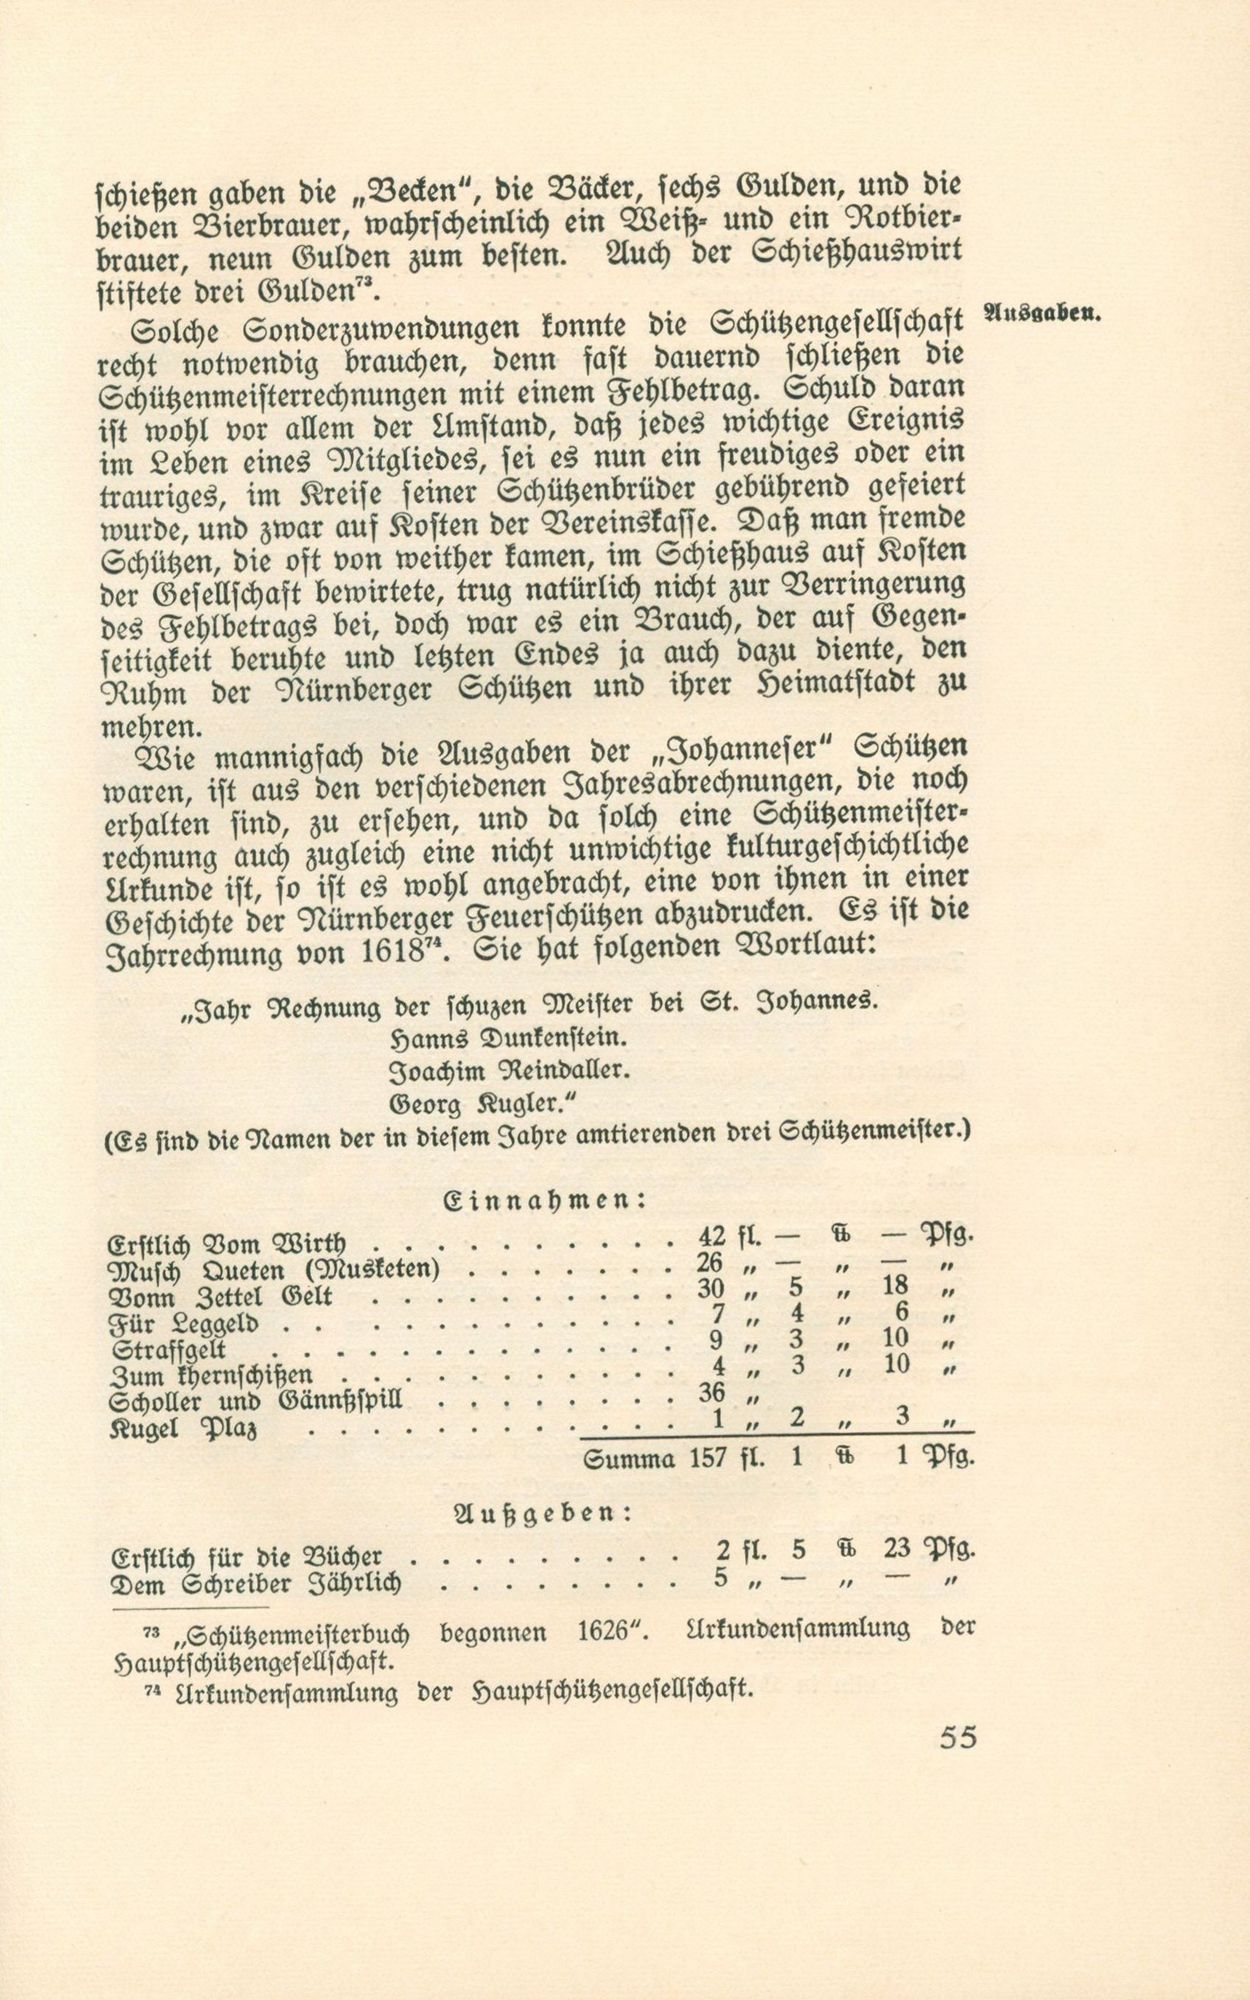 schießen gaben die „Becken“, die Bäcker, sechs Gulden, und die
beiden Bierbrauer, wahrscheinlich ein Weiß- und ein Rotbier-
brauer, neun Gulden zum besten. Auch der Schießhauswirt
stiftete drei Gulden⁷³.
Solche Sonderzuwendungen konnte die Schützengesellschaft
Ausgaben.
recht notwendig brauchen, denn fast dauernd schließen die
Schützenmeisterrechnungen mit einem Fehlbetrag. Schuld daran
ist wohl vor allem der Umstand, daß jedes wichtige Ereignis
im Leben eines Mitgliedes, sei es nun ein freudiges oder ein
trauriges, im Kreise seiner Schützenbrüder gebührend gefeiert
wurde, und zwar auf Kosten der Vereinskasse. Daß man fremde
Schützen, die oft von weither kamen, im Schießhaus auf Kosten
der Gesellschaft bewirtete, trug natürlich nicht zur Verringerung
des Fehlbetrags bei, doch war es ein Brauch, der auf Gegen-
seitigkeit beruhte und letzten Endes ja auch dazu diente, den
Ruhm der Nürnberger Schützen und ihrer Heimatstadt zu
mehren.
Wie mannigfach die Ausgaben der „Johanneser“ Schützen
waren, ist aus den verschiedenen Jahresabrechnungen, die noch
erhalten sind, zu ersehen, und da solch eine Schützenmeister-
rechnung auch zugleich eine nicht unwichtige kulturgeschichtliche
Urkunde ist, so ist es wohl angebracht, eine von ihnen in einer
Geschichte der Nürnberger Feuerschützen abzudrucken. Es ist die
Jahrrechnung von 1618⁷⁴. Sie hat folgenden Wortlaut:
„Jahr Rechnung der schuzen Meister bei St. Johannes.
Hanns Dunkenstein.
Joachim Reindaller.
Georg Kugler.“
(Es sind die Namen der in diesem Jahre amtierenden drei Schützenmeister.)
Einnahmen:
Erstlich Vom Wirth . . . . . . . . . . 42 fl. — ℔ — Pfg.
Musch Queten (Musketen) . . . . . . . 26 „ — „ — „
Vonn Zettel Gelt . . . . . . . . . . 30 „ 5 „ 18 „
Für Leggeld . . . . . . . . . . . . 7 „ 4 „ 6 „
Straffgelt . . . . . . . . . . . . . 9 „ 3 „ 10 „
Zum khernschißen . . . . . . . . . . . 4 „ 3 „ 10 „
Scholler und Gännßspill . . . . . . . . 36 „
Kugel Plaz . . . . . . . . . . . . 1 „ 2 „ 3 „
Summa 157 fl. 1 ℔ 1 Pfg.
Außgeben:
Erstlich für die Bücher . . . . . . . . . 2 fl. 5 ℔ 23 Pfg.
Dem Schreiber Jährlich . . . . . . . . 5 „ — „ — „
⁷³ „Schützenmeisterbuch begonnen 1626“. Urkundensammlung der
Hauptschützengesellschaft.
⁷⁴ Urkundensammlung der Hauptschützengesellschaft.
55